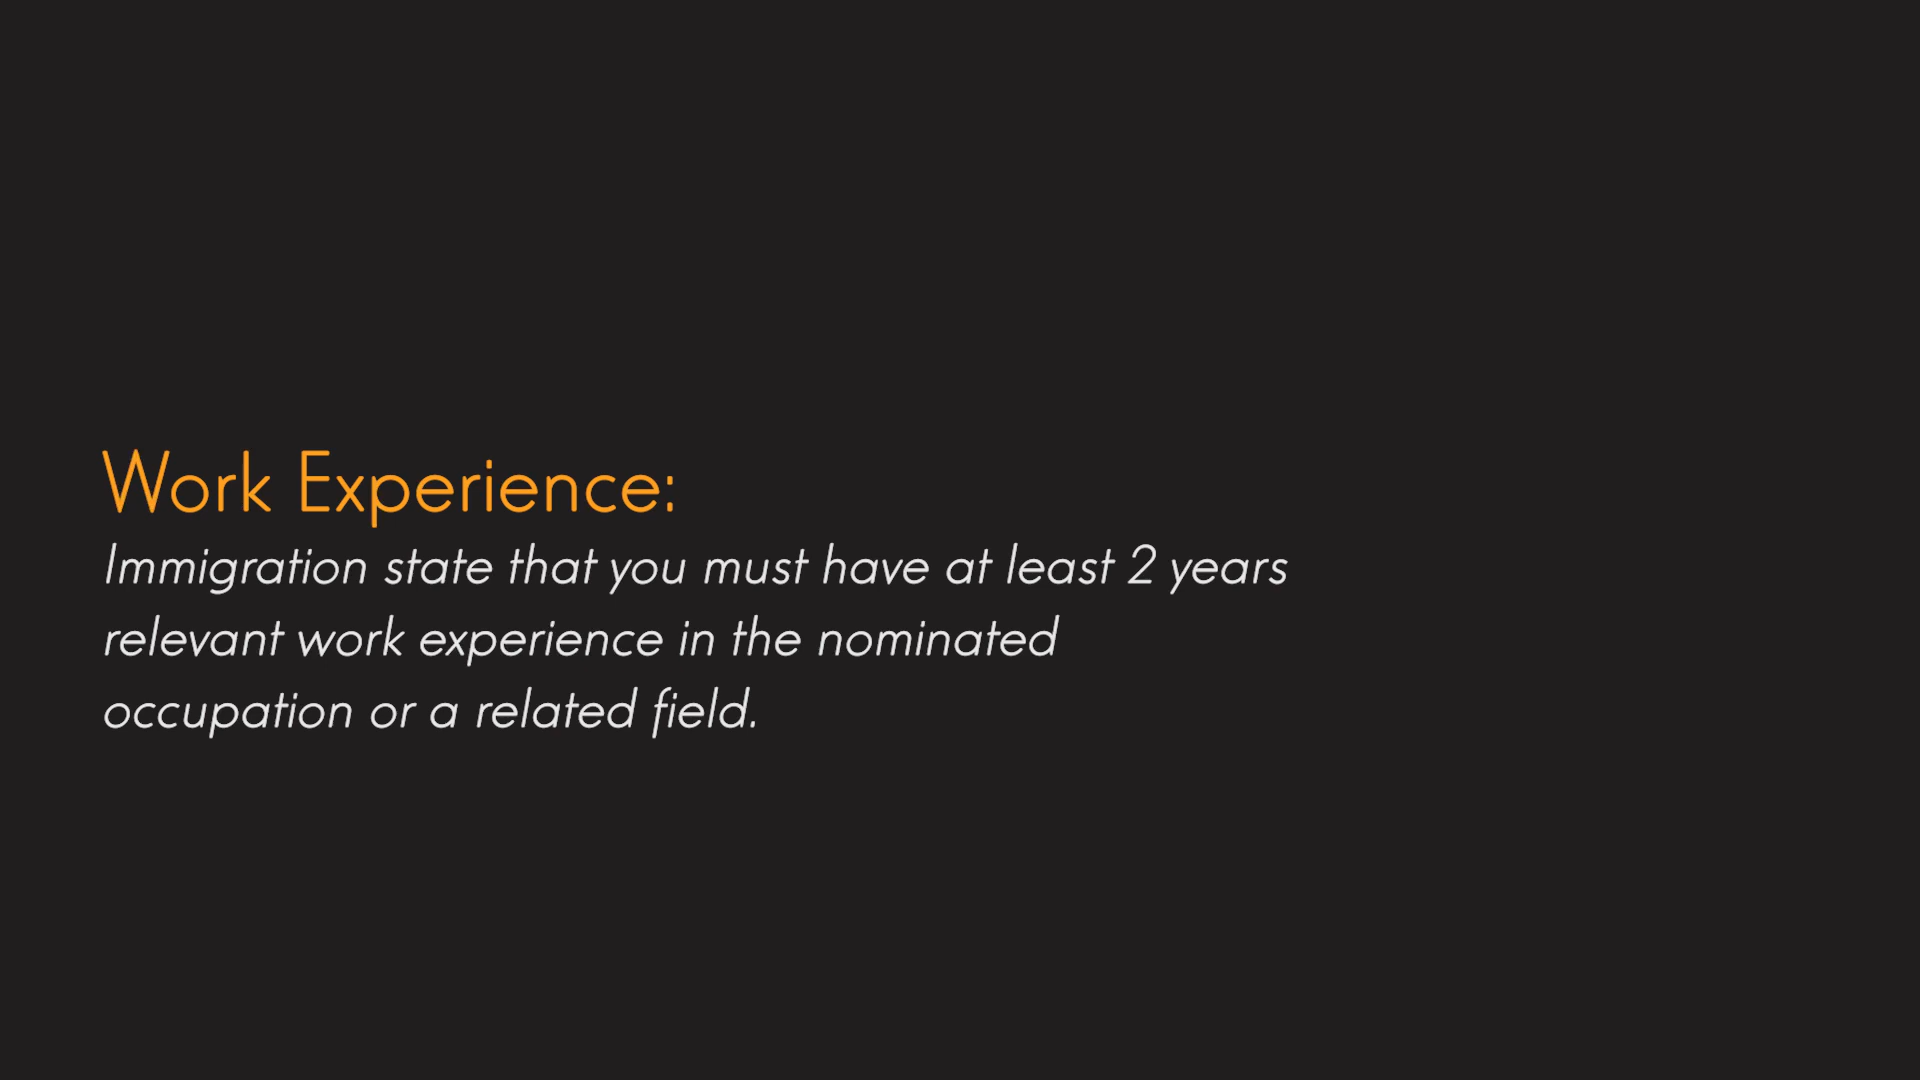 Work Experience:
Immigration state that you must have at least 2 years
relevant work experience in the nominated
occupation or a related field.